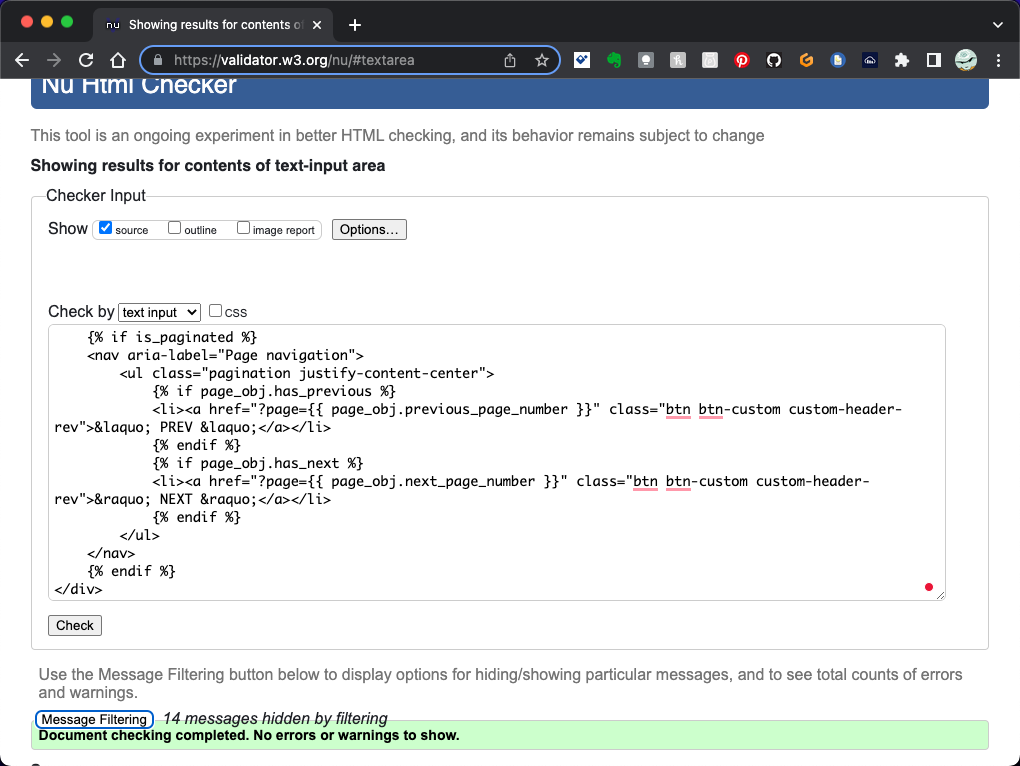 nu Showing results for contents o
https://validator.w3.org/nu/#textarea
Nu Html Checker
This tool is an ongoing experiment in better HTML checking, and its behavior remains subject to change
Showing results for contents of text-input area
Checker Input
Show source outline image report Options...
Check by text input css
{% if is_paginated %}
<nav aria-label="Page navigation">
<ul class="pagination justify-content-center">
{% if page_obj.has_previous %}
<li><a href="?page={{ page_obj.previous_page_number }}" class="btn btn-custom custom-header-
rev">&laquo; PREV &laquo;</a></li>
{% endif %}
{% if page_obj.has_next %}
<li><a href="?page={{ page_obj.next_page_number }}" class="btn btn-custom custom-header-
rev">&raquo; NEXT &raquo;</a></li>
{% endif %}
</ul>
</nav>
{% endif %}
</div>
Check
Use the Message Filtering button below to display options for hiding/showing particular messages, and to see total counts of errors
and warnings.
Message Filtering 14 messages hidden by filtering
Document checking completed. No errors or warnings to show.